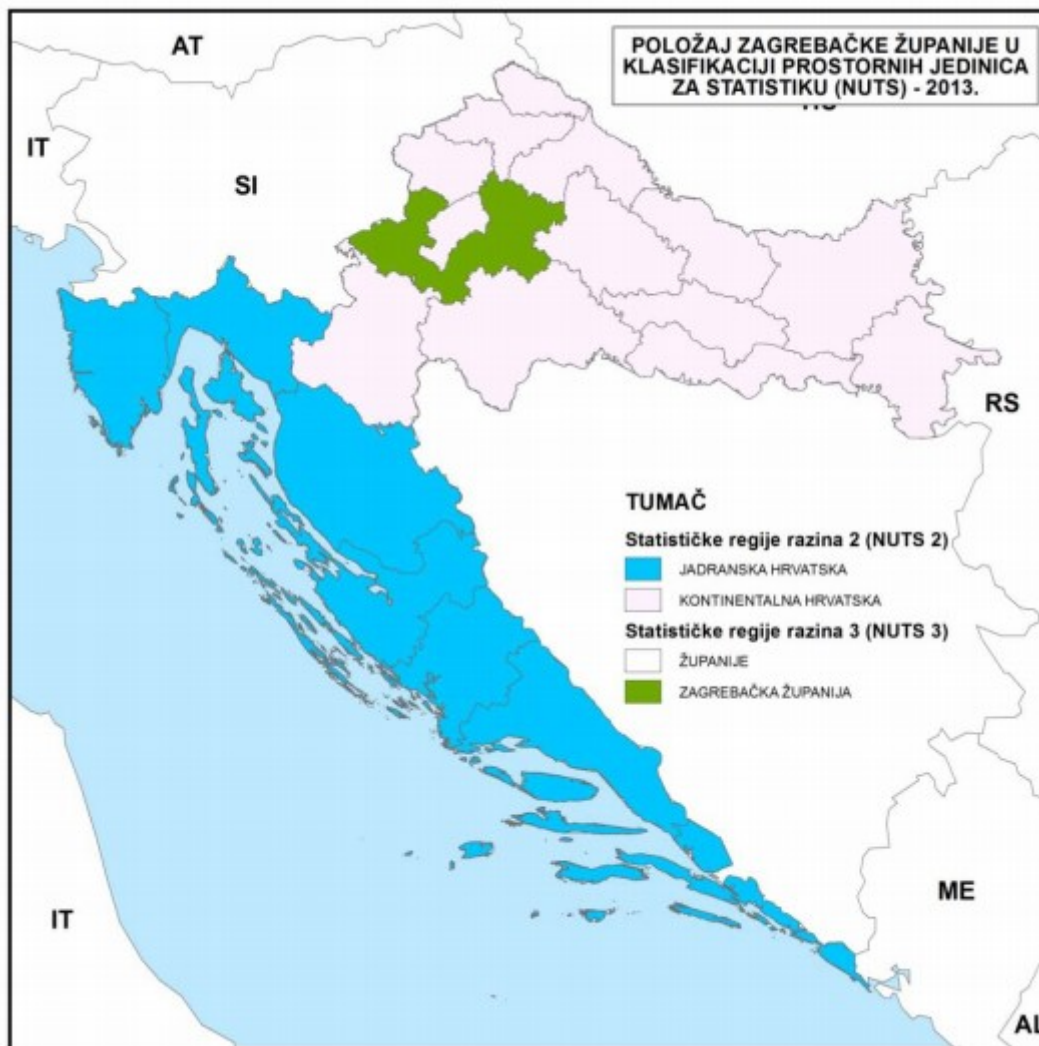 POLOŽAJ ZAGREBAČKE ŽUPANIJE U
KLASIFIKACIJI PROSTORNIH JEDINICA
ZA STATISTIKU (NUTS) - 2013.
AT
IT
SI
RS
TUMAČ
Statističke regije razina 2 (NUTS 2)
JADRANSKA HRVATSKA
KONTINENTALNA HRVATSKA
Statističke regije razina 3 (NUTS 3)
ŽUPANIJE
ZAGREBAČKA ŽUPANIJA
ME
IT
AL